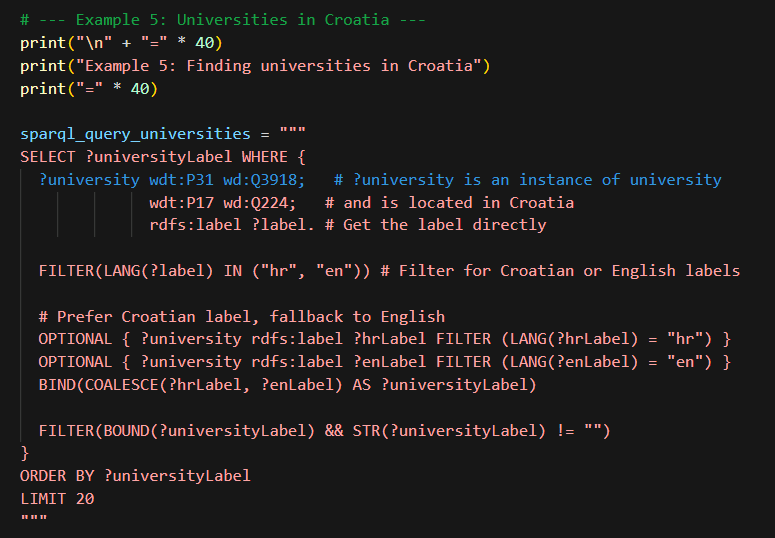 # --- Example 5: Universities in Croatia ---
print("\n" + "=" * 40)
print("Example 5: Finding universities in Croatia")
print("=" * 40)

sparql_query_universities = """
SELECT ?universityLabel WHERE {
  ?university wdt:P31 wd:Q3918;   # ?university is an instance of university
              wdt:P17 wd:Q224;   # and is located in Croatia
              rdfs:label ?label. # Get the label directly

  FILTER(LANG(?label) IN ("hr", "en")) # Filter for Croatian or English labels

  # Prefer Croatian label, fallback to English
  OPTIONAL { ?university rdfs:label ?hrLabel FILTER (LANG(?hrLabel) = "hr") }
  OPTIONAL { ?university rdfs:label ?enLabel FILTER (LANG(?enLabel) = "en") }
  BIND(COALESCE(?hrLabel, ?enLabel) AS ?universityLabel)

  FILTER(BOUND(?universityLabel) && STR(?universityLabel) != "")
}
ORDER BY ?universityLabel
LIMIT 20
"""